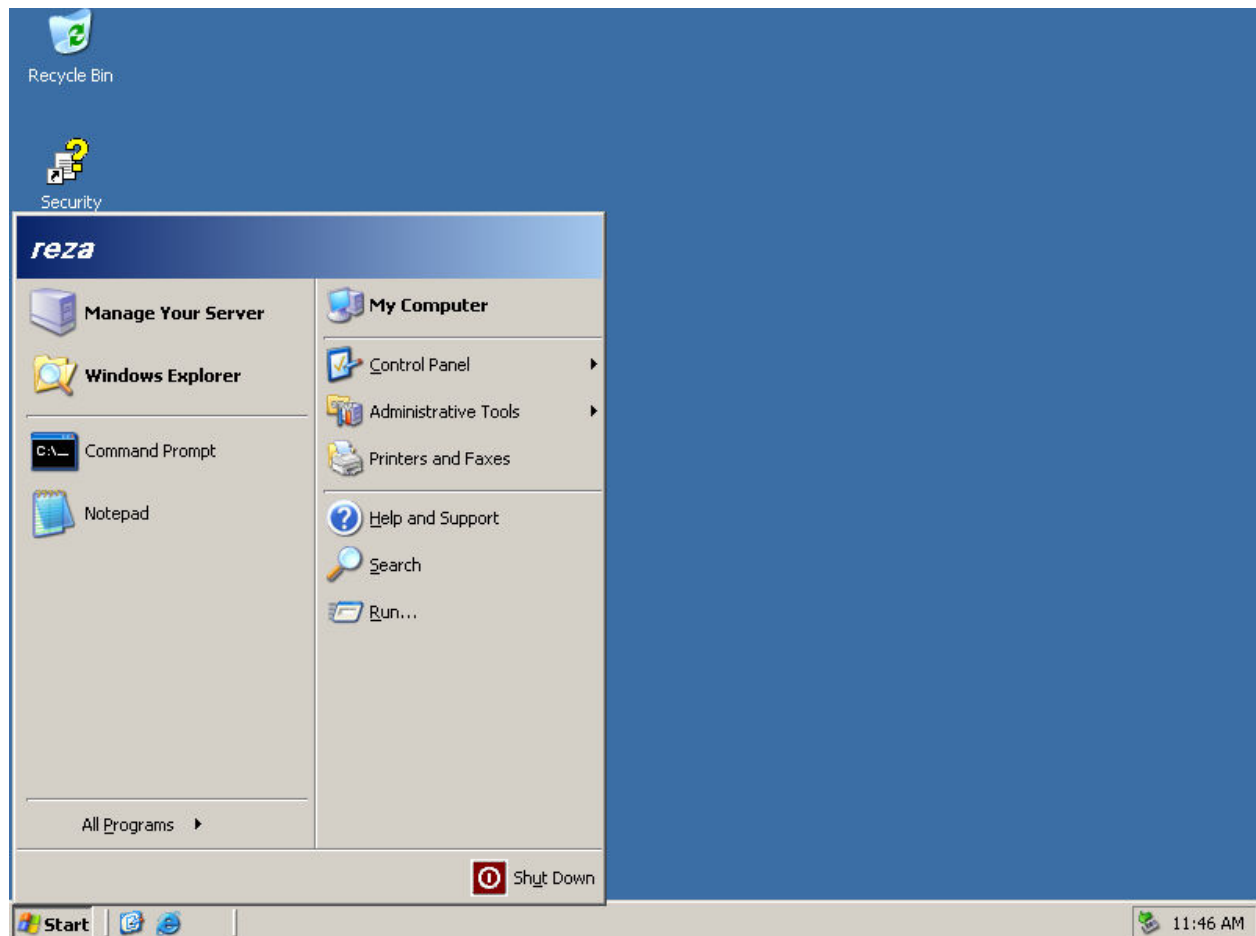 Recycle Bin
Security
reza
Manage Your Server
Windows Explorer
Command Prompt
Notepad
All Programs
My Computer
Control Panel
Administrative Tools
Printers and Faxes
Help and Support
Search
Run...
Shut Down
Start
11:46 AM